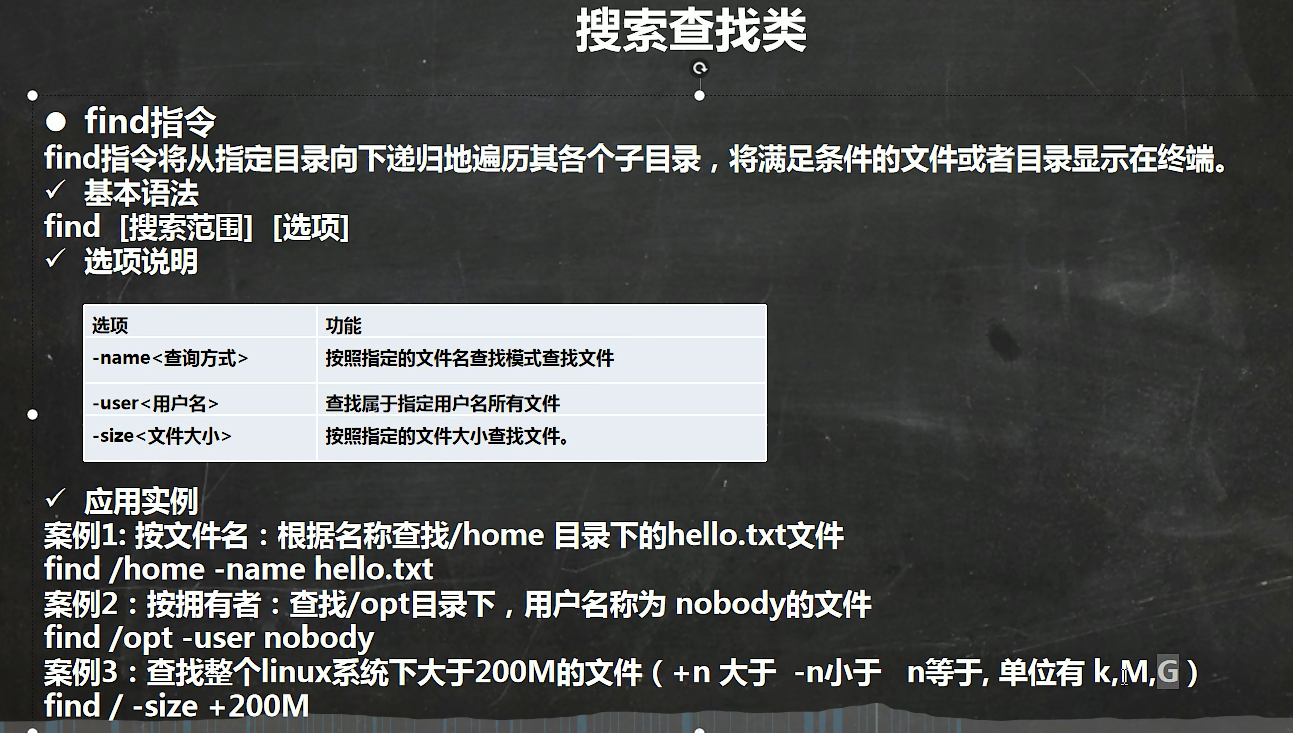 搜索查找类
● find指令
find指令将从指定目录向下递归地遍历其各个子目录，将满足条件的文件或者目录显示在终端。
✓ 基本语法
find [搜索范围] [选项]
✓ 选项说明
选项 功能
-name<查询方式> 按照指定的文件名查找模式查找文件
-user<用户名> 查找属于指定用户名所有文件
-size<文件大小> 按照指定的文件大小查找文件。
✓ 应用实例
案例1: 按文件名：根据名称查找/home 目录下的hello.txt文件
find /home -name hello.txt
案例2：按拥有者：查找/opt目录下，用户名称为 nobody的文件
find /opt -user nobody
案例3：查找整个linux系统下大于200M的文件（+n 大于 -n小于 n等于, 单位有 k,M,G）
find / -size +200M